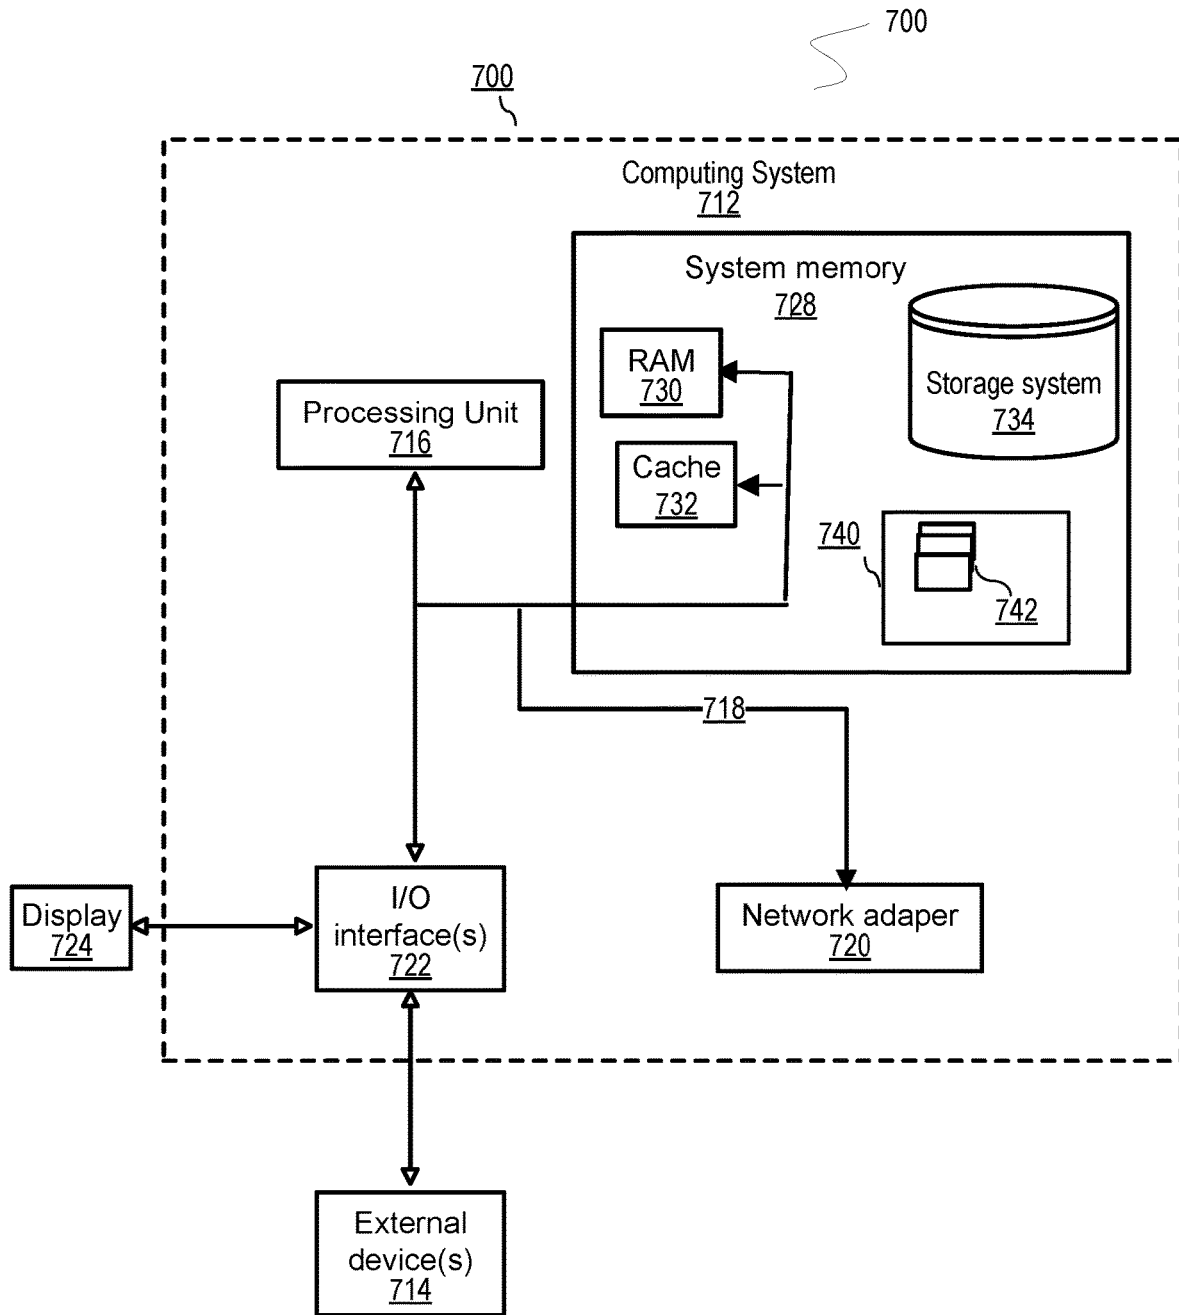 700
700
Computing System
712
System memory
728
RAM
730
Storage system
734
Processing Unit
716
Cache
732
740
742
718
Display
724
I/O
interface(s)
722
Network adaper
720
External
device(s)
714